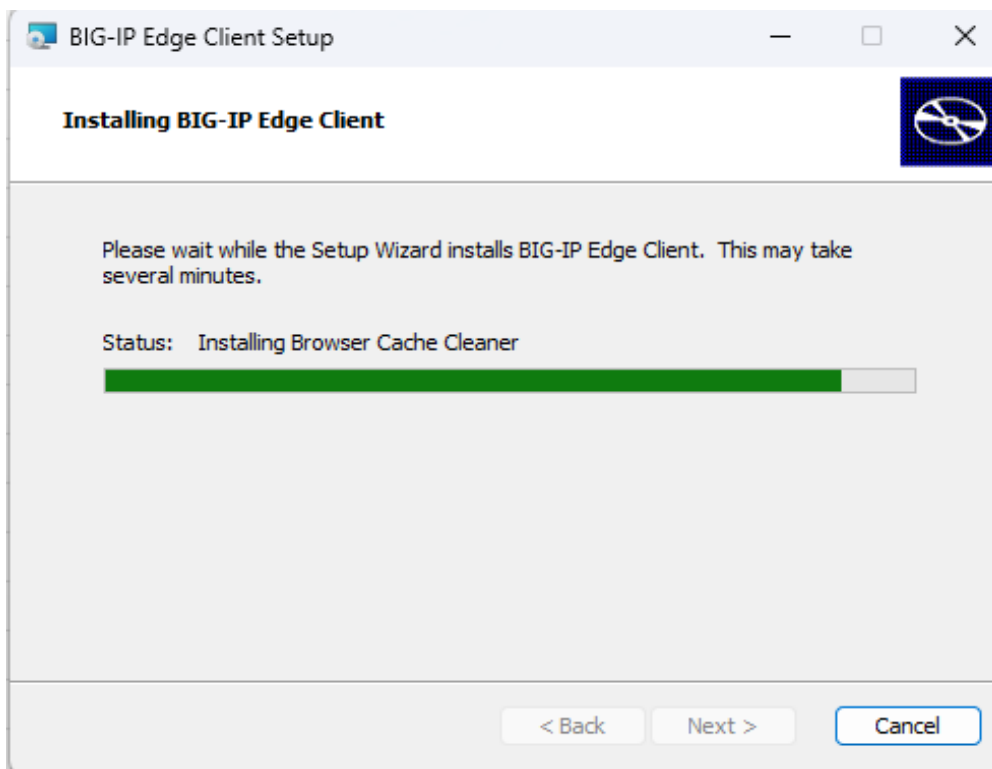 BIG-IP Edge Client Setup
Installing BIG-IP Edge Client
Please wait while the Setup Wizard installs BIG-IP Edge Client.  This may take
several minutes.
Status:   Installing Browser Cache Cleaner
< Back   Next >   Cancel